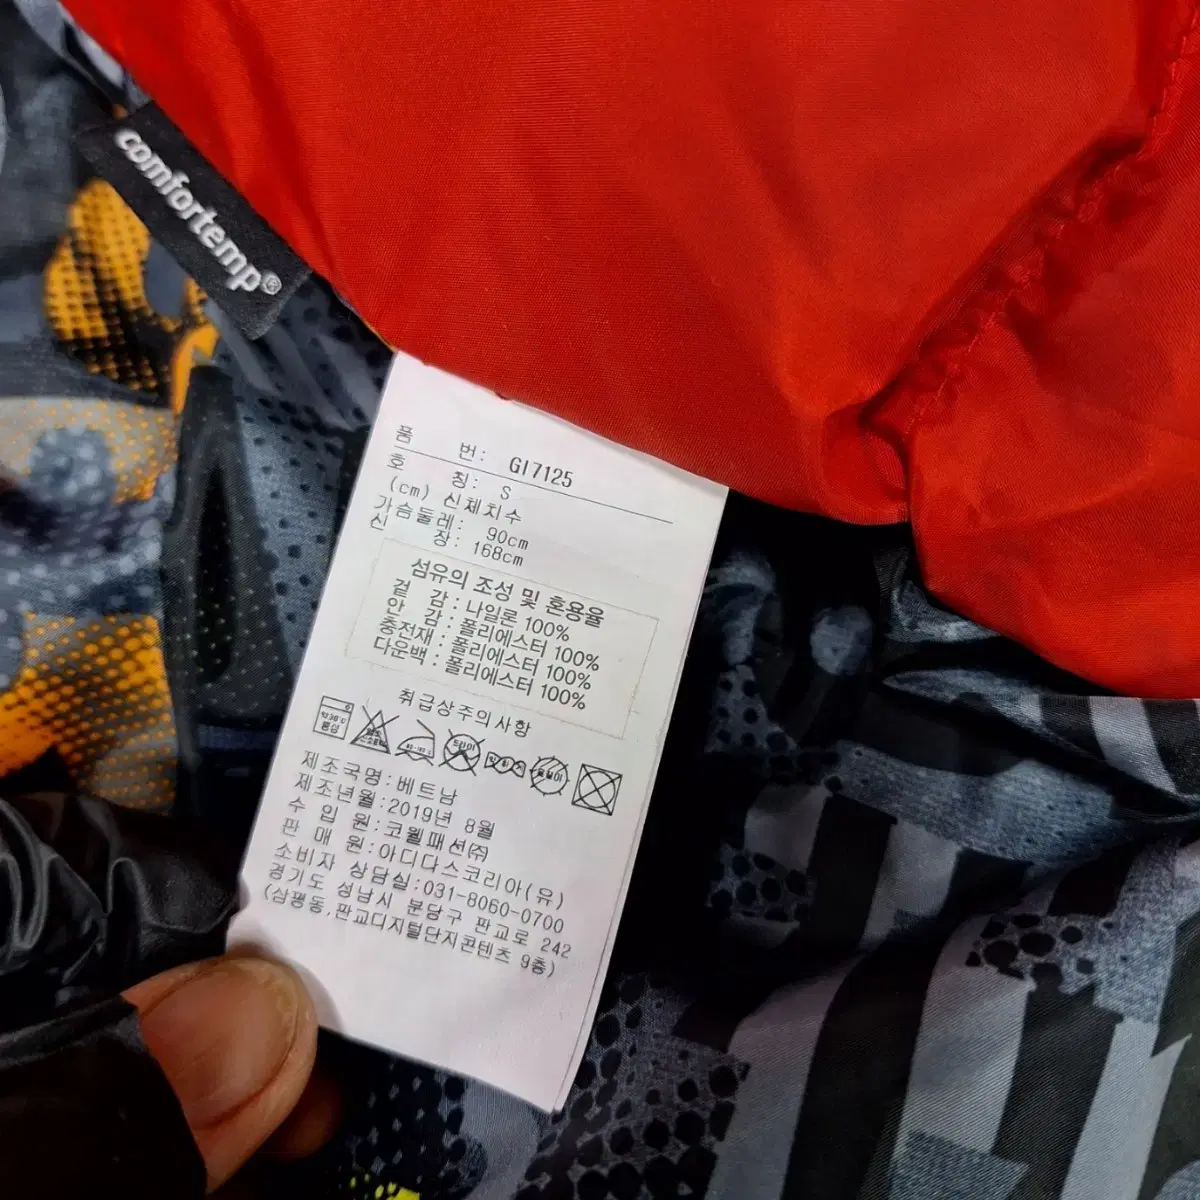 comfortemp®
품 번: GI7125
호 칭: S
(cm) 신체치수
가슴둘레: 90cm
신 장: 168cm
섬유의 조성 및 혼용율
겉 감 : 나일론 100%
안 감 : 폴리에스터 100%
충전재 : 폴리에스터 100%
다운백 : 폴리에스터 100%
취급상주의사항
제조국명: 베트남
제조년월: 2019년 8월
수 입 원: 코웰패션㈜
판 매 원: 아디다스코리아(유)
소비자 상담실:031-8060-0700
경기도 성남시 분당구 판교로 242
(삼평동,판교디지털단지콘텐츠 9층)